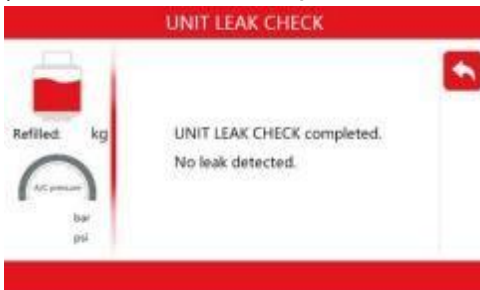 UNIT LEAK CHECK
Refilled: kg
UNIT LEAK CHECK completed.
No leak detected.
A/C pressure
bar
psi